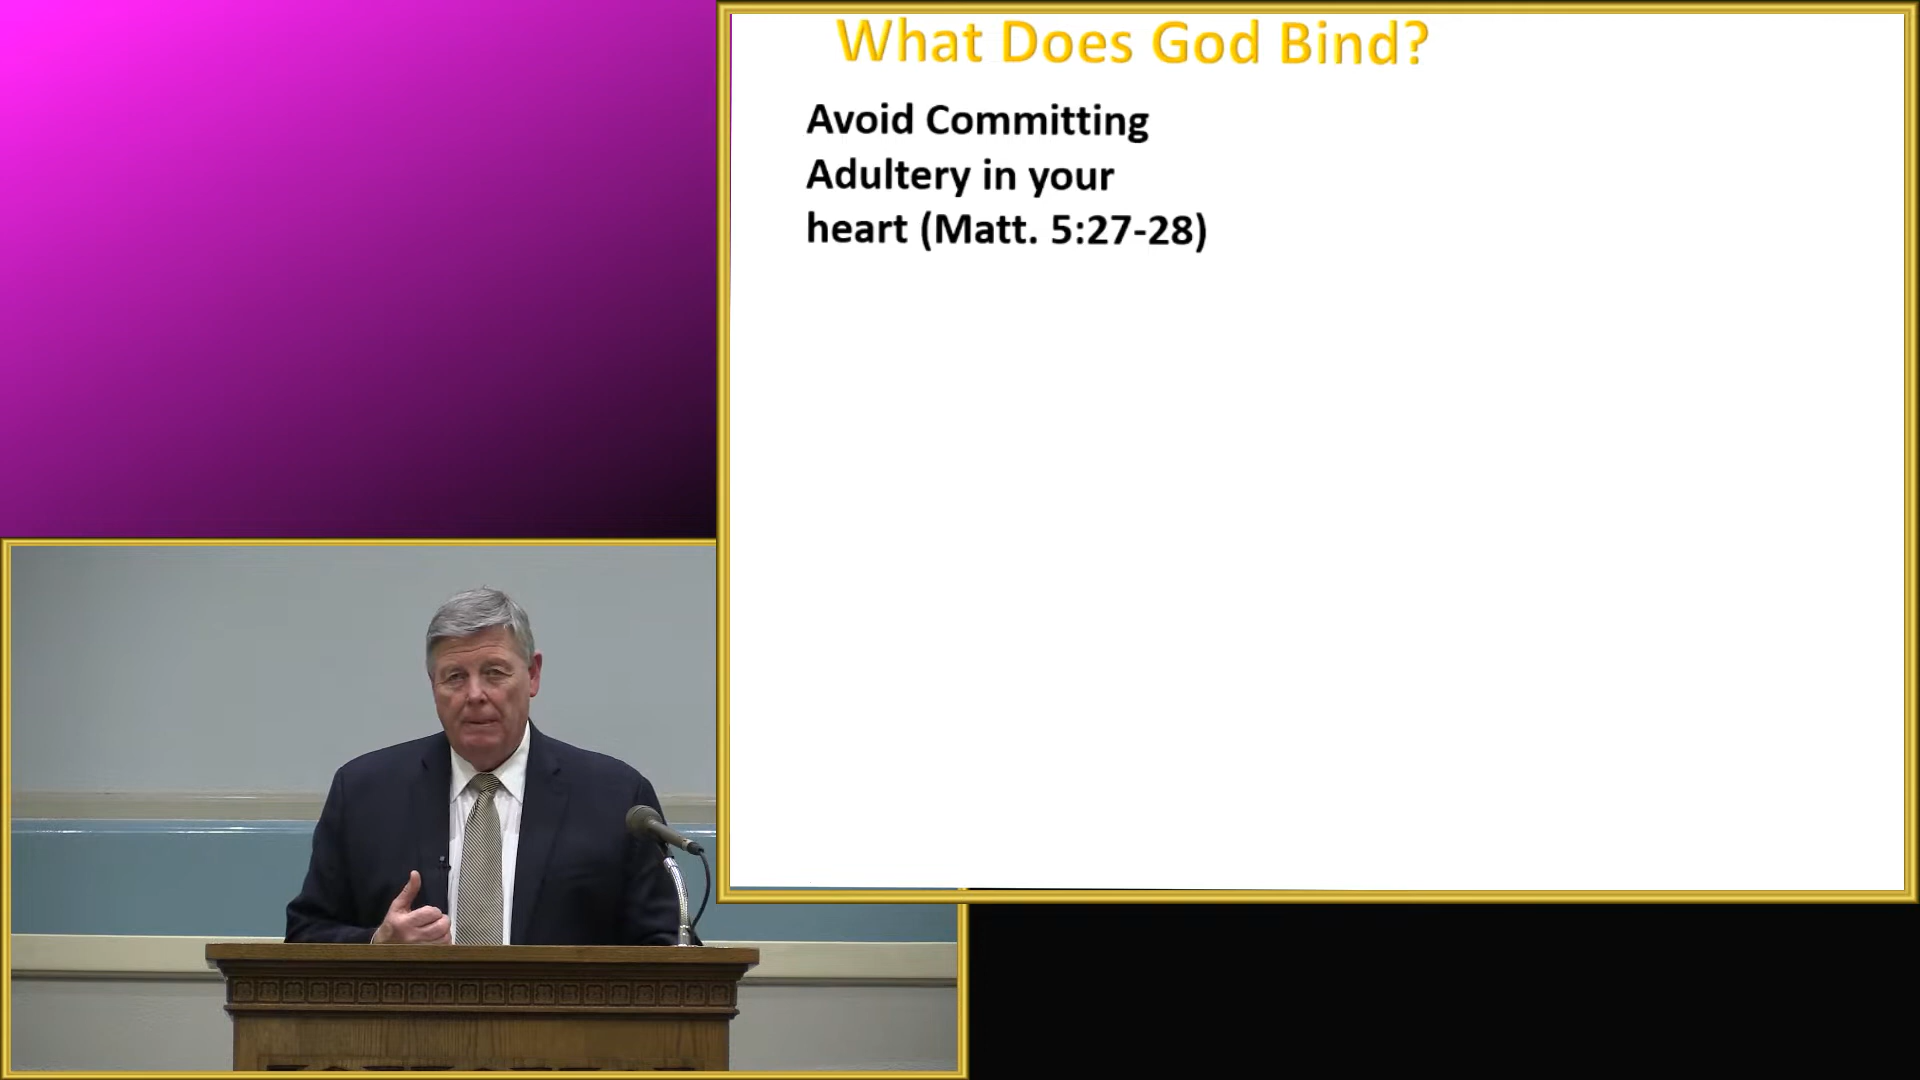 What Does God Bind?
Avoid Committing
Adultery in your
heart (Matt. 5:27-28)